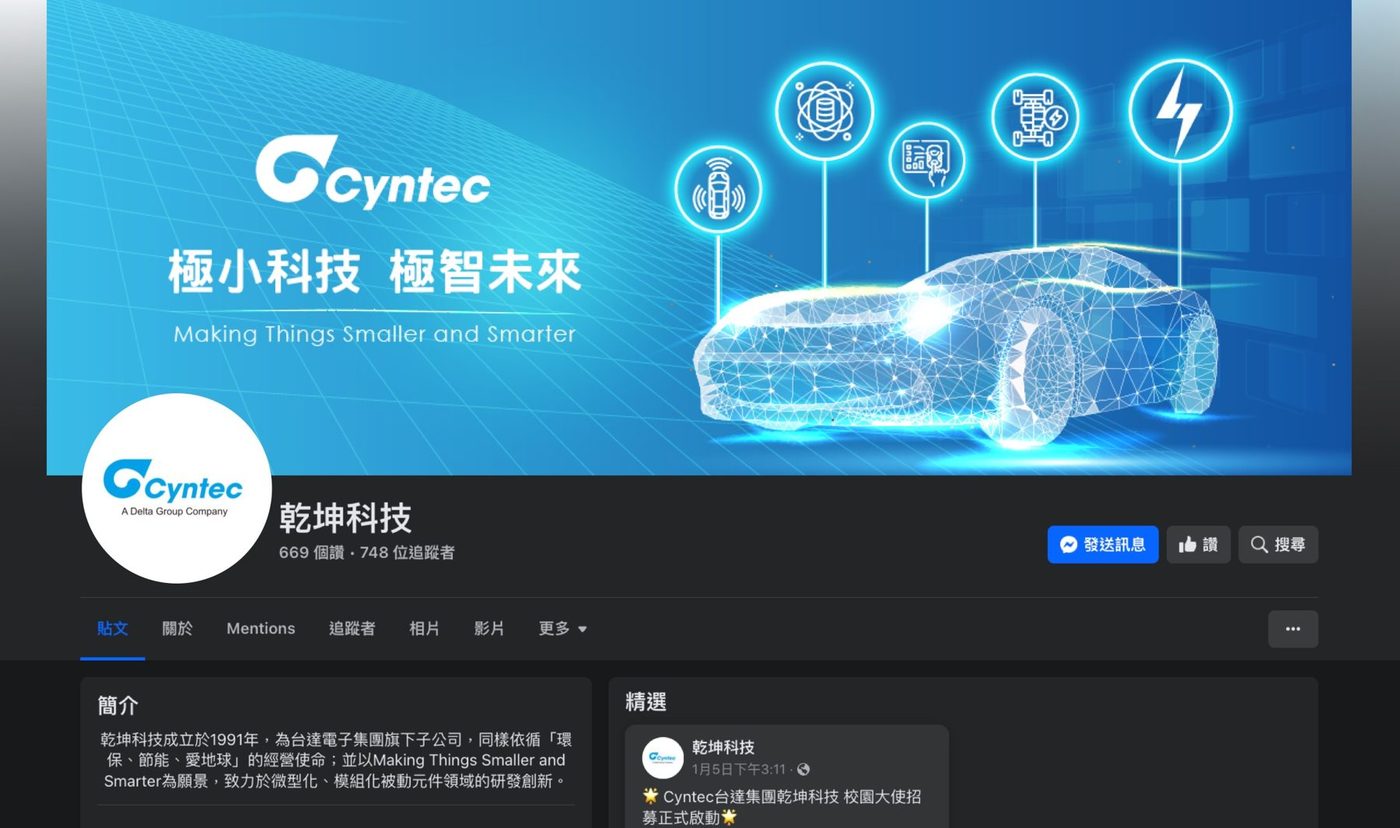 Cyntec
極小科技 極智未來
Making Things Smaller and Smarter
Cyntec
A Delta Group Company
乾坤科技
669 個讚・748 位追蹤者
發送訊息
讚
搜尋
貼文
關於
Mentions
追蹤者
相片
影片
更多
簡介
乾坤科技成立於1991年，為台達電子集團旗下子公司，同樣依循「環
保、節能、愛地球」的經營使命；並以Making Things Smaller and
Smarter為願景，致力於微型化、模組化被動元件領域的研發創新。
精選
Cyntec
乾坤科技
1月5日下午3:11 ·
🌟 Cyntec台達集團乾坤科技 校園大使招
募正式啟動🌟